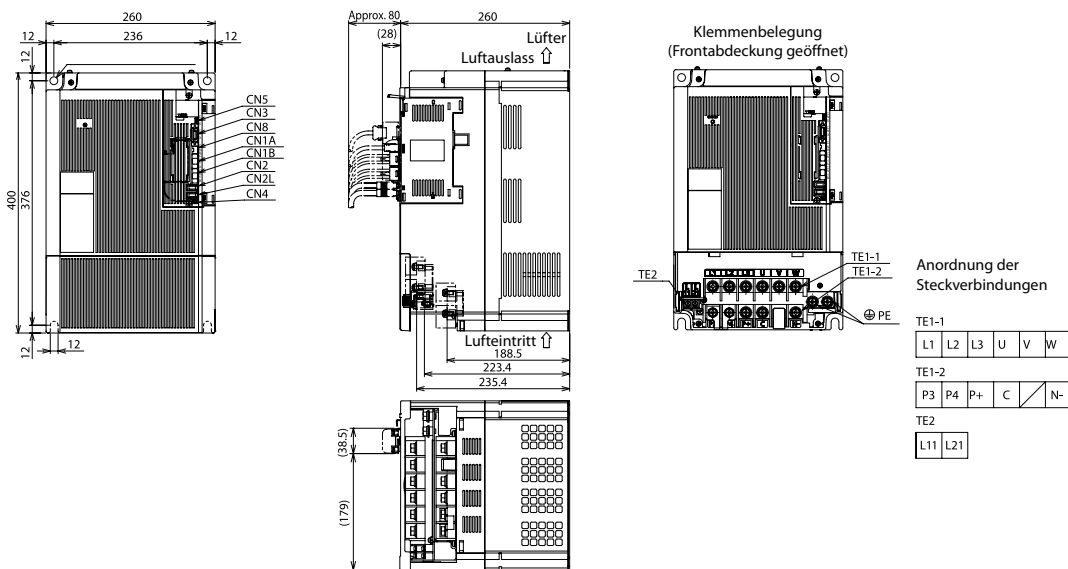 260
12
236
12
12
400
376
12
12
CN5
CN3
CN8
CN1A
CN1B
CN2
CN2L
CN4
Approx. 80
260
(28)
Lüfter
Luftauslass
Lufteintritt
188.5
223.4
235.4
(38.5)
(179)
Klemmenbelegung
(Frontabdeckung geöffnet)
TE2
L1 L2 L3 U V W
TE1-1
TE1-2
PE
Anordnung der
Steckverbindungen
TE1-1
L1 L2 L3 U V W
TE1-2
P3 P4 P+ C N-
TE2
L11 L21